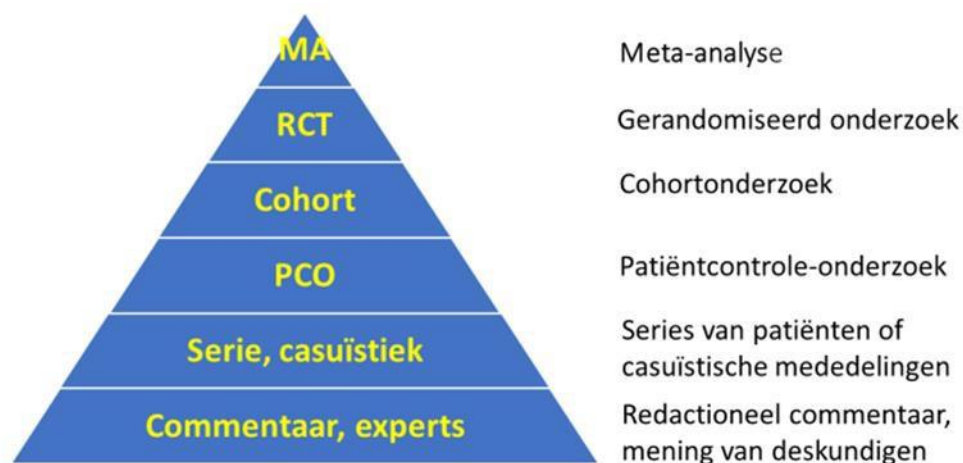 MA
Meta-analyse
RCT
Gerandomiseerd onderzoek
Cohort
Cohortonderzoek
PCO
Patiëntcontrole-onderzoek
Serie, casuïstiek
Series van patiënten of
casuïstische mededelingen
Commentaar, experts
Redactioneel commentaar,
mening van deskundigen